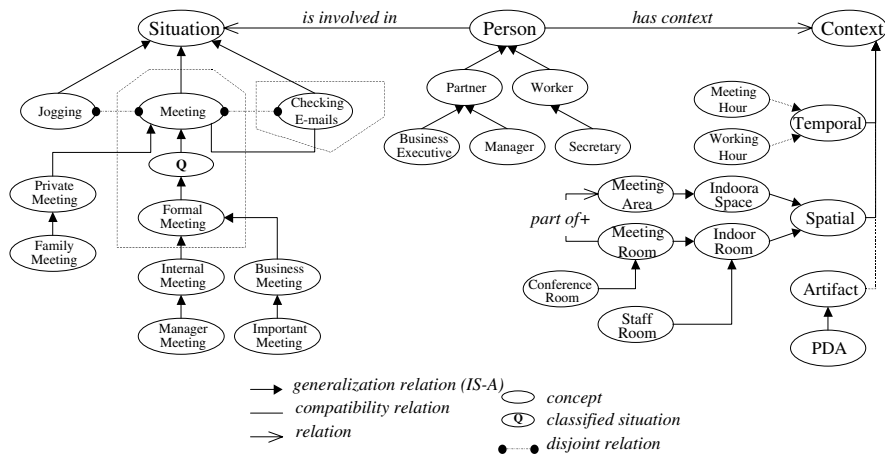 is involved in
has context
Situation
Person
Context
Partner
Worker
Jogging
Meeting
Checking
E-mails
Meeting
Hour
Temporal
Working
Hour
Business
Executive
Manager
Secretary
Q
Private
Meeting
Formal
Meeting
Family
Meeting
Meeting
Area
Indoora
Space
part of+
Spatial
Meeting
Room
Indoor
Room
Internal
Meeting
Business
Meeting
Conference
Room
Artifact
Manager
Meeting
Important
Meeting
Staff
Room
PDA
generalization relation (IS-A)
compatibility relation
relation
concept
Q
classified situation
disjoint relation